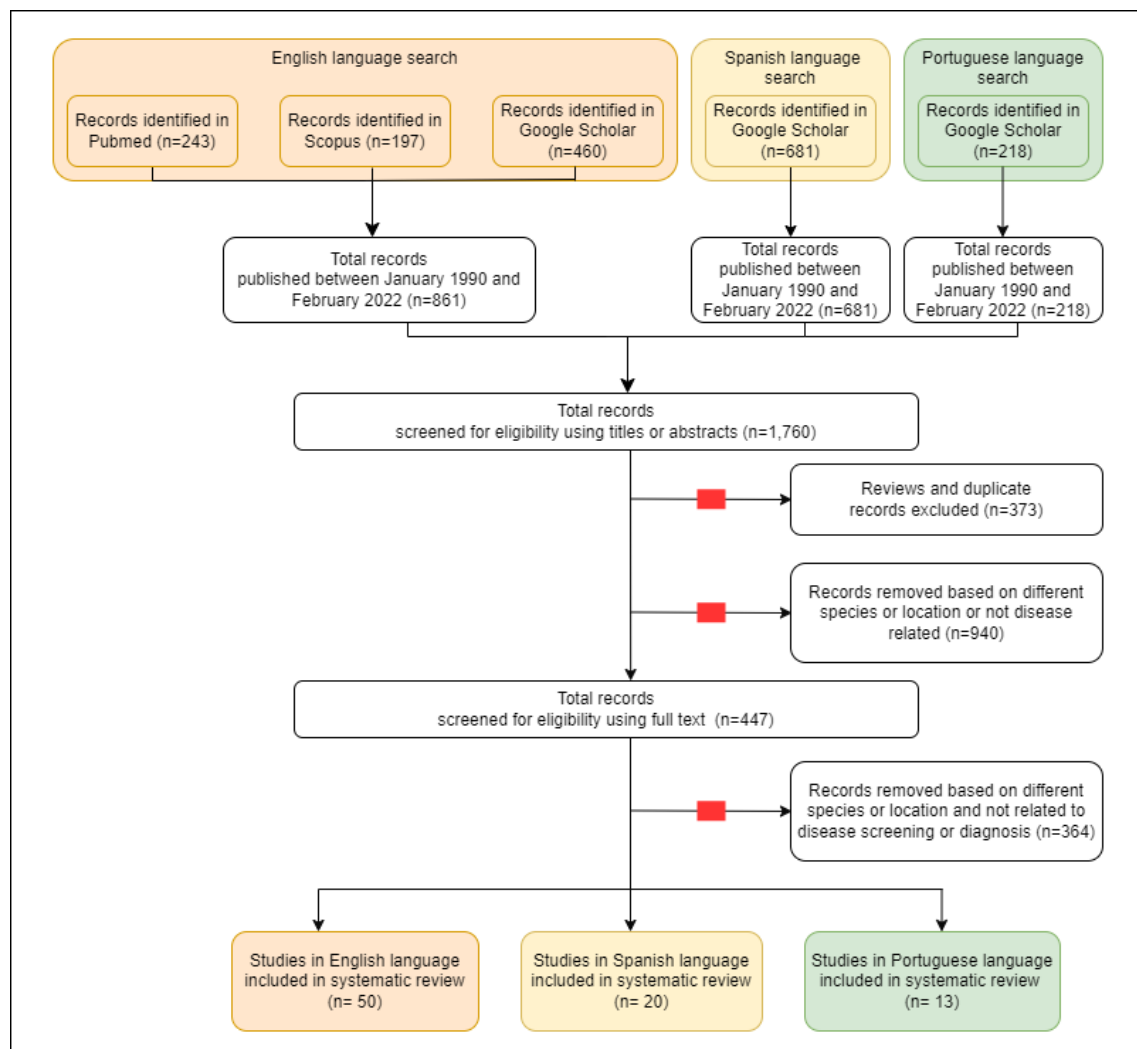 English language search
Records identified in
Pubmed (n=243)
Records identified in
Scopus (n=197)
Records identified in
Google Scholar
(n=460)
Spanish language
search
Records identified in
Google Scholar
(n=681)
Portuguese language
search
Records identified in
Google Scholar
(n=218)
Total records
published between January 1990 and
February 2022 (n=861)
Total records
published between
January 1990 and
February 2022 (n=681)
Total records
published between
January 1990 and
February 2022 (n=218)
Total records
screened for eligibility using titles or abstracts (n=1,760)
Reviews and duplicate
records excluded (n=373)
Records removed based on different
species or location or not disease
related (n=940)
Total records
screened for eligibility using full text (n=447)
Records removed based on different
species or location and not related to
disease screening or diagnosis (n=364)
Studies in English language
included in systematic review
(n= 50)
Studies in Spanish language
included in systematic review
(n= 20)
Studies in Portuguese language
included in systematic review
(n= 13)